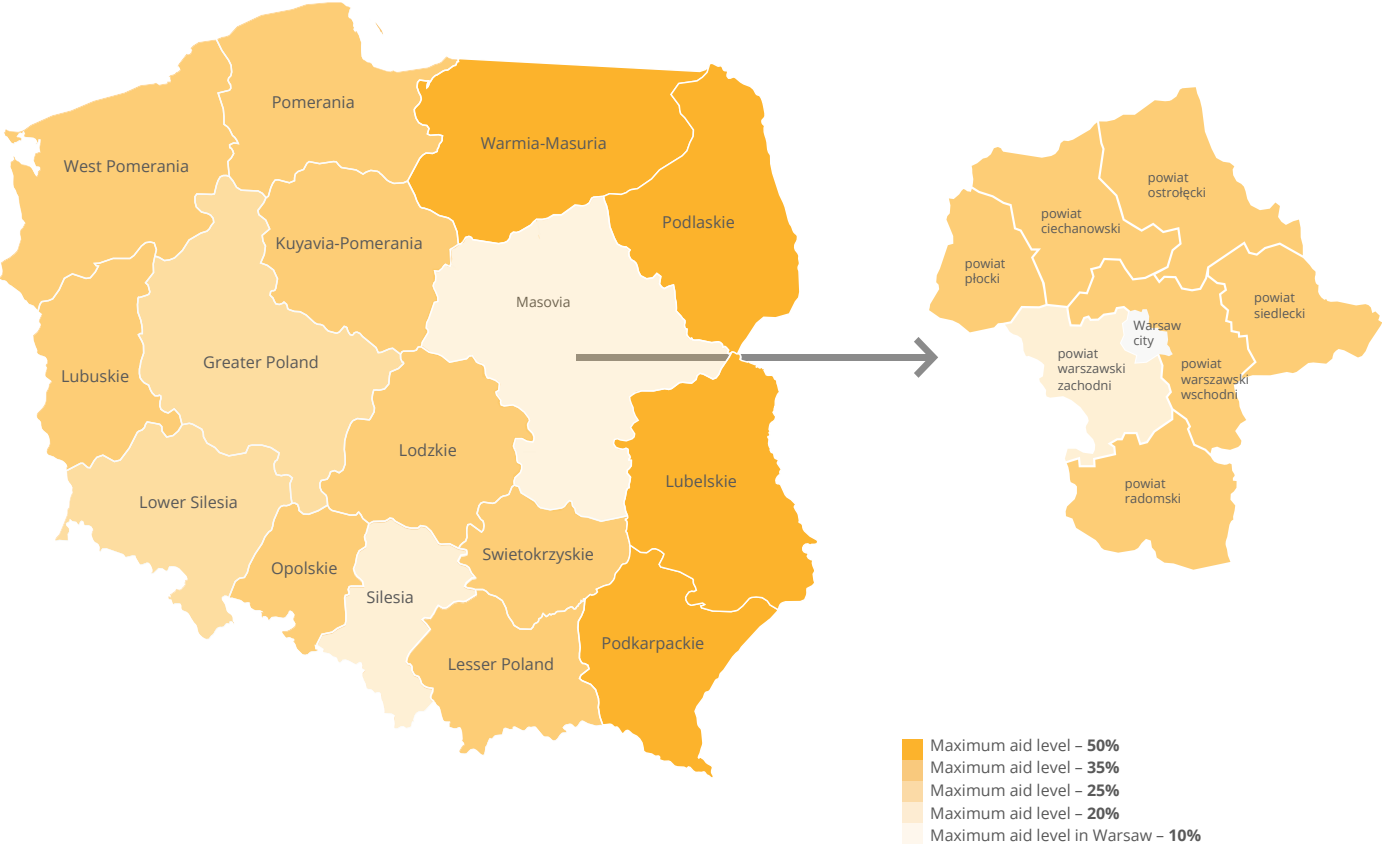 Pomerania
Warmia-Masuria
West Pomerania
Podlaskie
Kuyavia-Pomerania
Masovia
Greater Poland
Lubuskie
Lodzkie
Lubelskie
Lower Silesia
Swietokrzyskie
Opolskie
Silesia
Podkarpackie
Lesser Poland
powiat
ostrołęcki
powiat
ciechanowski
powiat
płocki
powiat
siedlecki
Warsaw
city
powiat
warszawski
zachodni
powiat
warszawski
wschodni
powiat
radomski
Maximum aid level – 50%
Maximum aid level – 35%
Maximum aid level – 25%
Maximum aid level – 20%
Maximum aid level in Warsaw – 10%